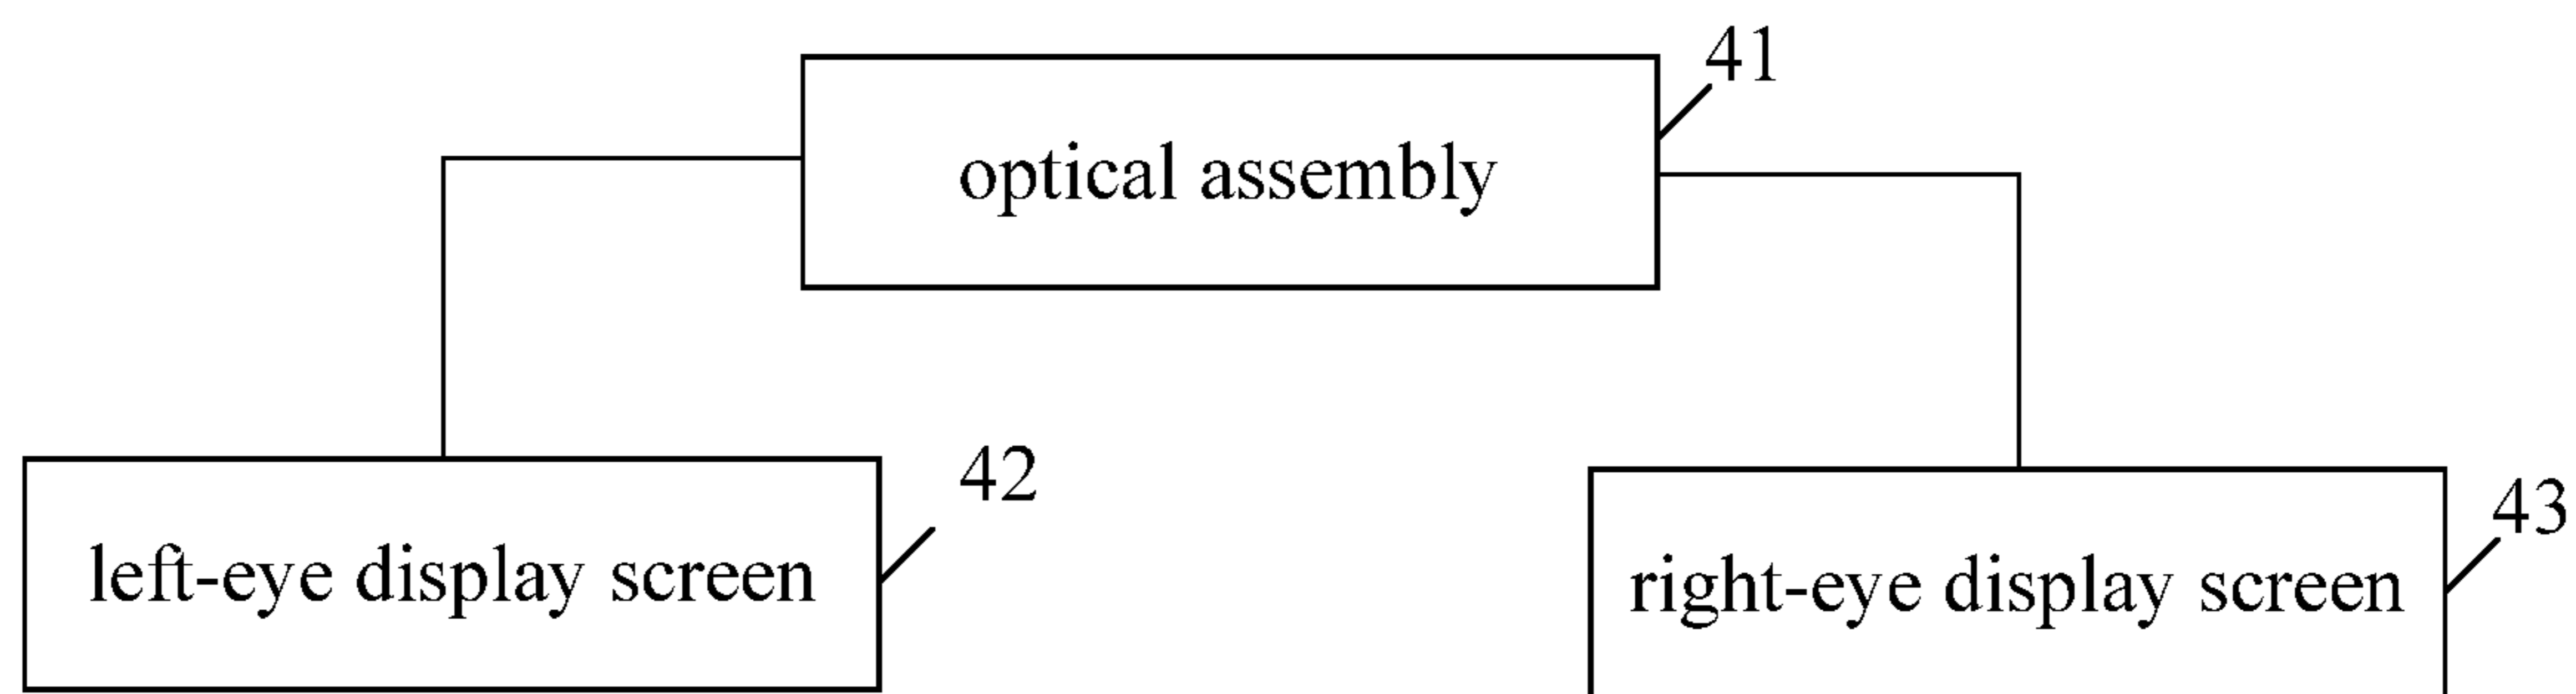 41
optical assembly
42
left-eye display screen
43
right-eye display screen